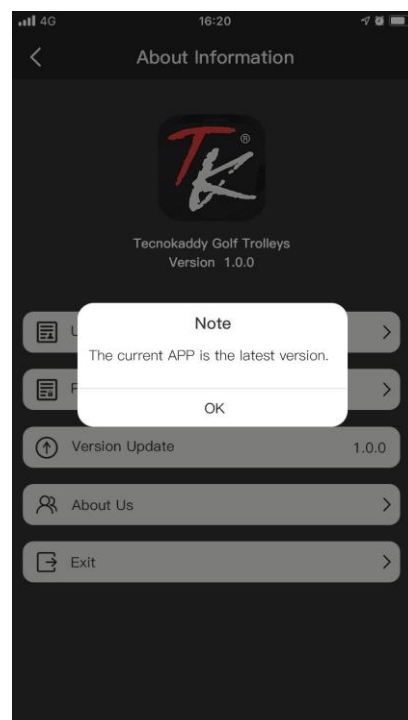 4G 16:20
About Information
TK®
Tecnokaddy Golf Trolleys
Version 1.0.0
Note
The current APP is the latest version.
OK
Version Update 1.0.0
About Us
Exit